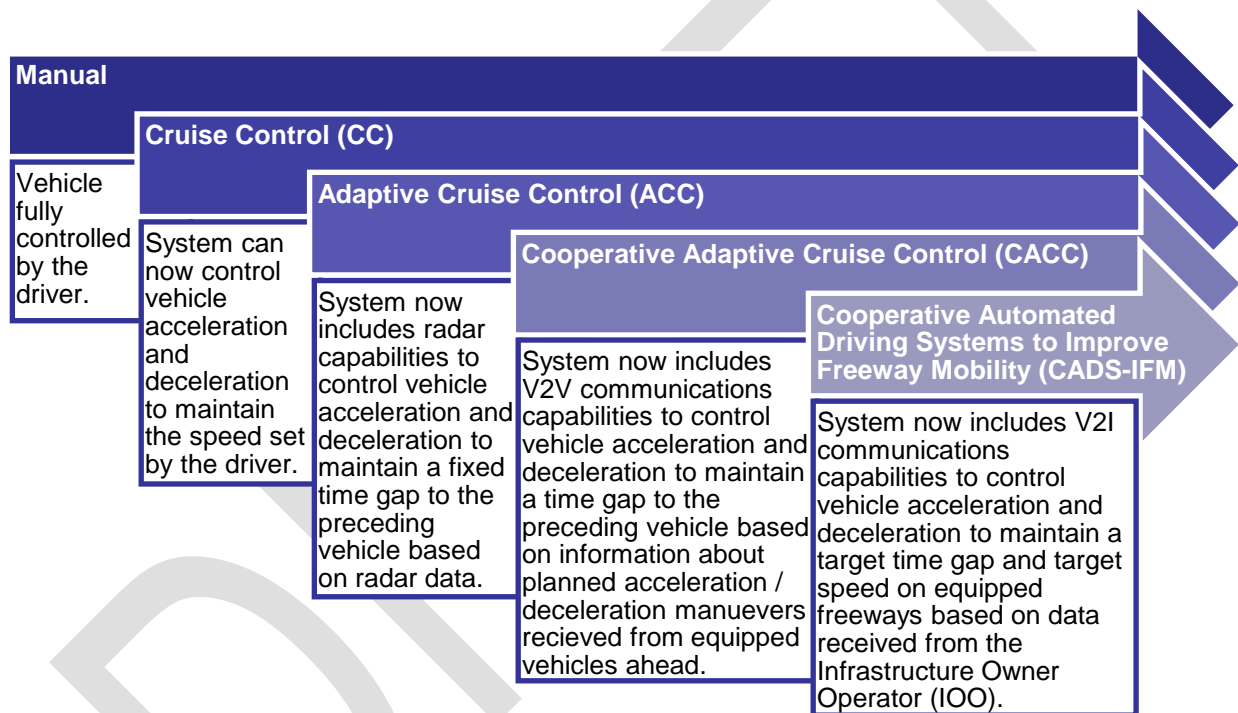 Manual
Vehicle
fully
controlled
by the
driver.
Cruise Control (CC)
System can
now control
vehicle
acceleration
and
deceleration
to maintain
the speed set
by the driver.
Adaptive Cruise Control (ACC)
System now
includes radar
capabilities to
control vehicle
acceleration and
deceleration to
maintain a fixed
time gap to the
preceding
vehicle based
on radar data.
Cooperative Adaptive Cruise Control (CACC)
System now includes
V2V communications
capabilities to control
vehicle acceleration and
deceleration to maintain
a time gap to the
preceding vehicle based
on information about
planned acceleration /
deceleration manuevers
recieved from equipped
vehicles ahead.
Cooperative Automated
Driving Systems to Improve
Freeway Mobility (CADS-IFM)
System now includes V2I
communications
capabilities to control
vehicle acceleration and
deceleration to maintain a
target time gap and target
speed on equipped
freeways based on data
received from the
Infrastructure Owner
Operator (IOO).